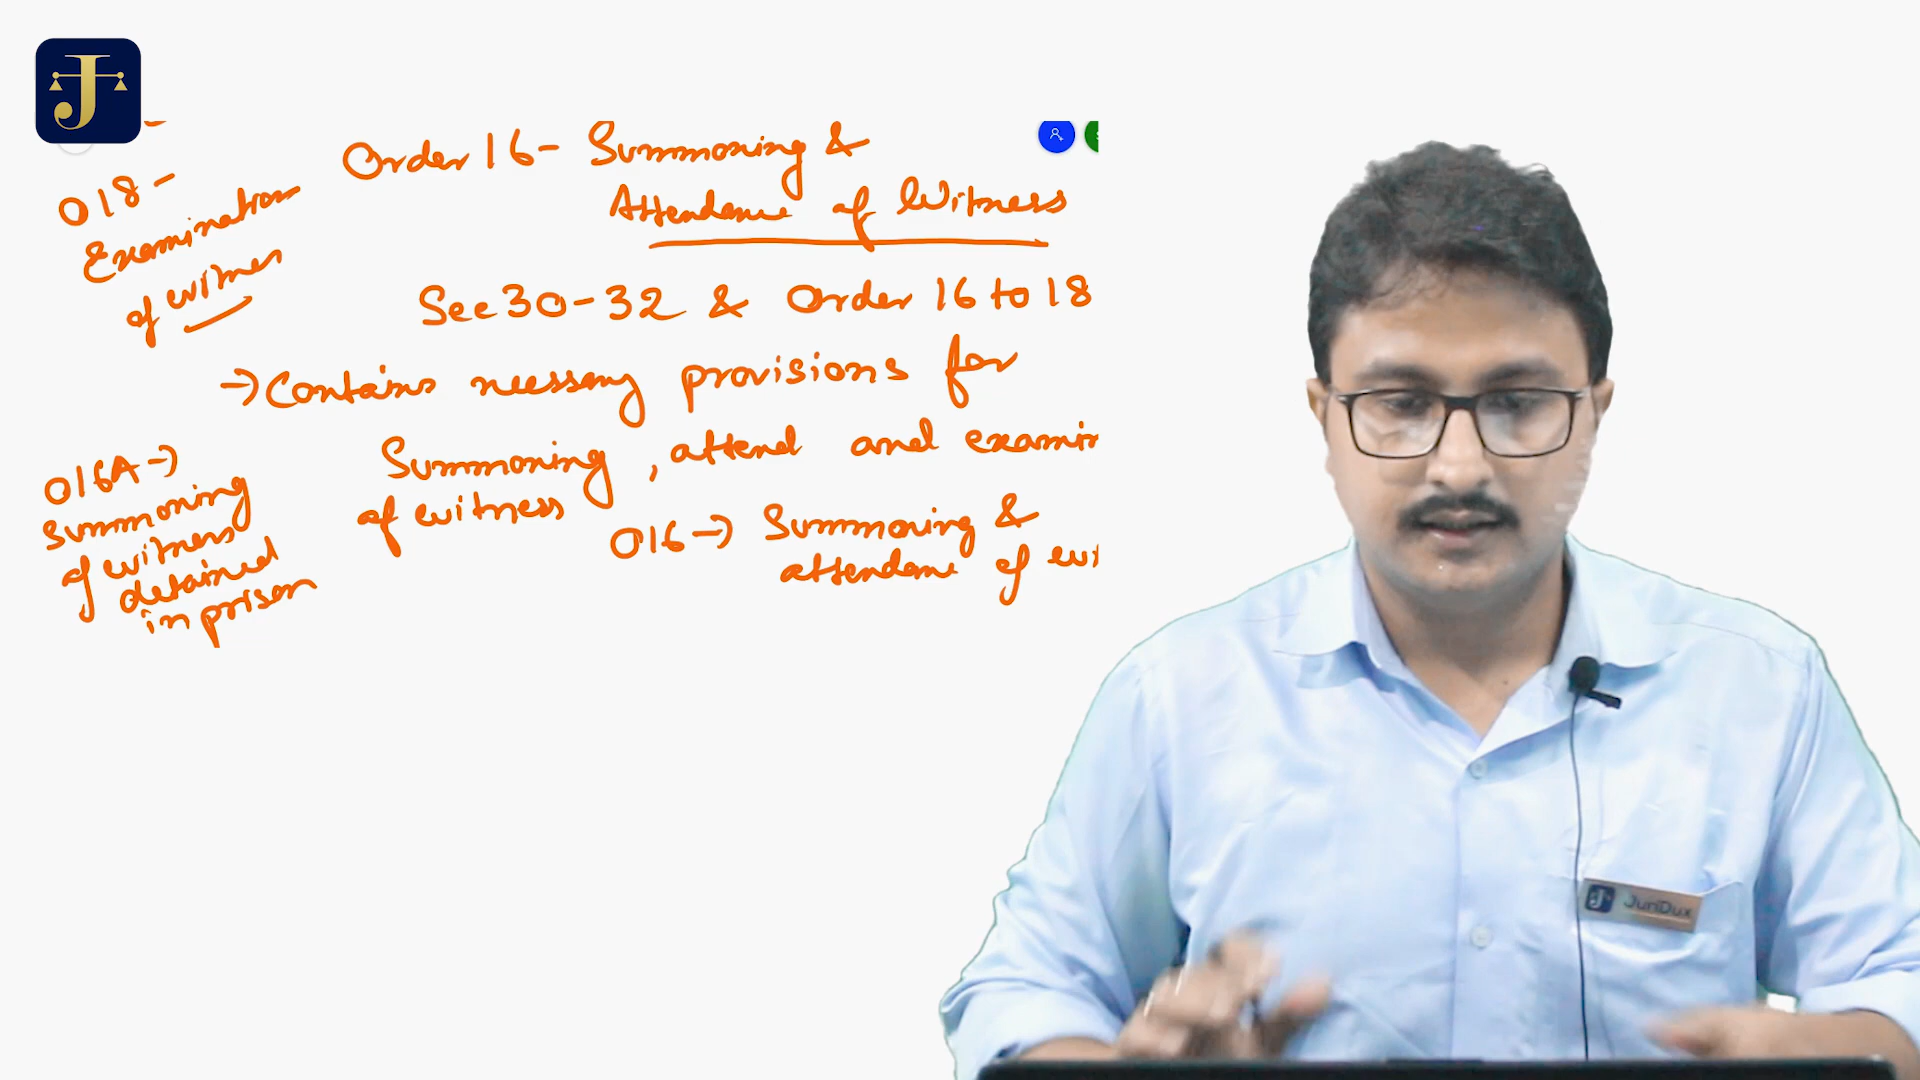 Order 16- Summoning &
Attendance of Witness
O18-
Examination
of witness
Sec 30-32 & Order 16 to 18
→ Contains necessary provisions for
Summoning, attend and examin
of witness
O16 → Summoning &
attendance of wi
O16A →
Summoning
of witness
detained
in prison
J
JuriDux